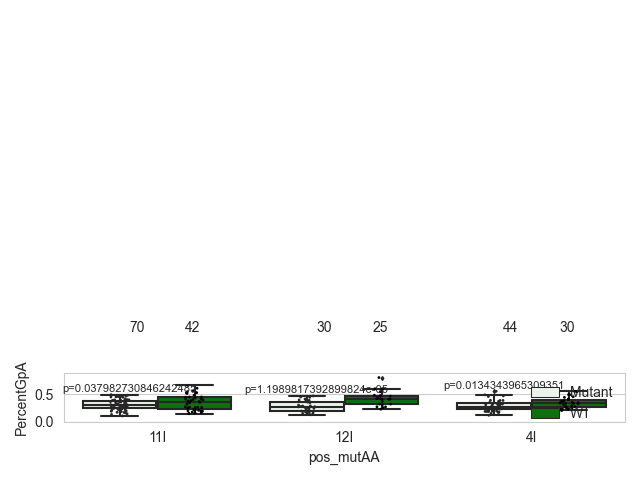 70 42 30 25 44 30
PercentGpA
0.5
0.0
p=0.037982730846242485
p=1.1989817392899824e-05
p=0.0134343965309351
Mutant
WT
11I 12I 4I
pos_mutAA